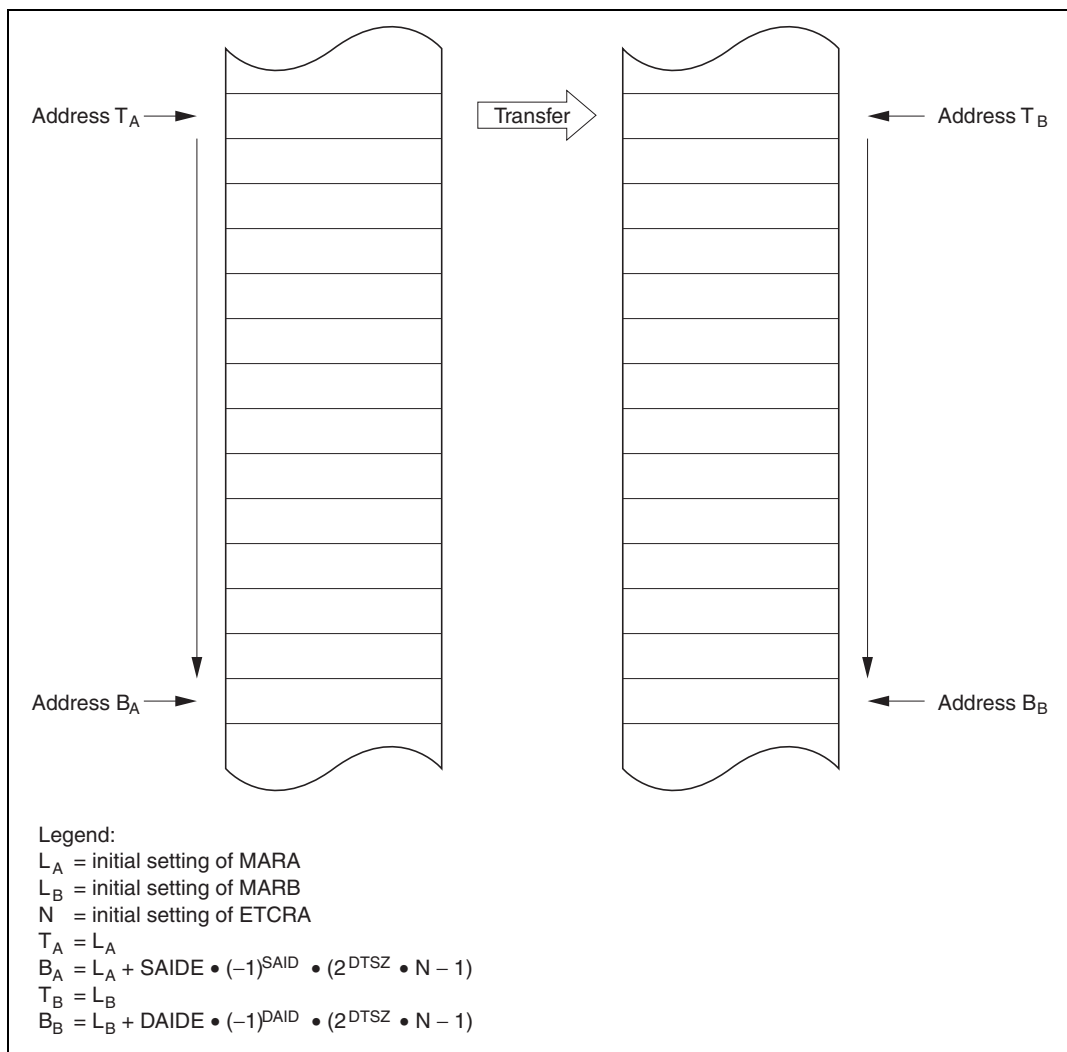 Address T_A Transfer Address T_B
Address B_A Address B_B
Legend:
L_A = initial setting of MARA
L_B = initial setting of MARB
N = initial setting of ETCRA
T_A = L_A
B_A = L_A + SAIDE • (–1)^SAID • (2^DTSZ • N – 1)
T_B = L_B
B_B = L_B + DAIDE • (–1)^DAID • (2^DTSZ • N – 1)